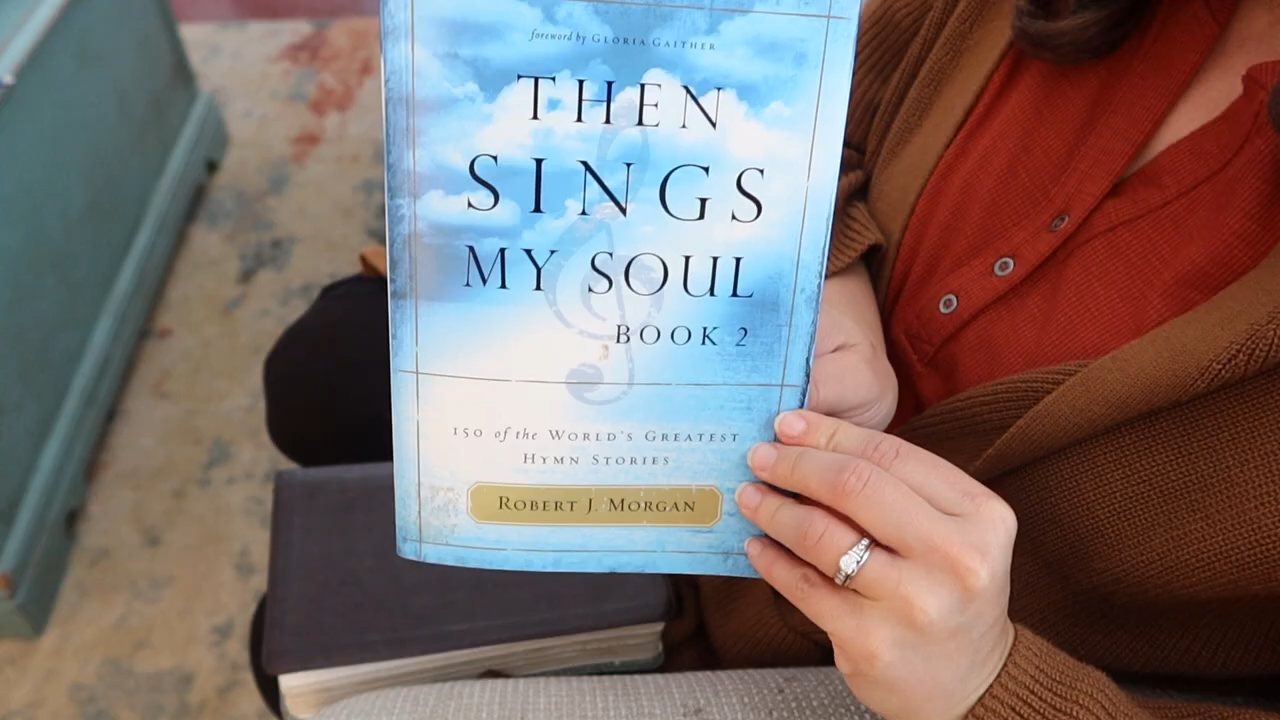 foreword by GLORIA GAITHER
THEN
SINGS
MY SOUL
BOOK 2
150 of the WORLD'S GREATEST
HYMN STORIES
ROBERT J. MORGAN